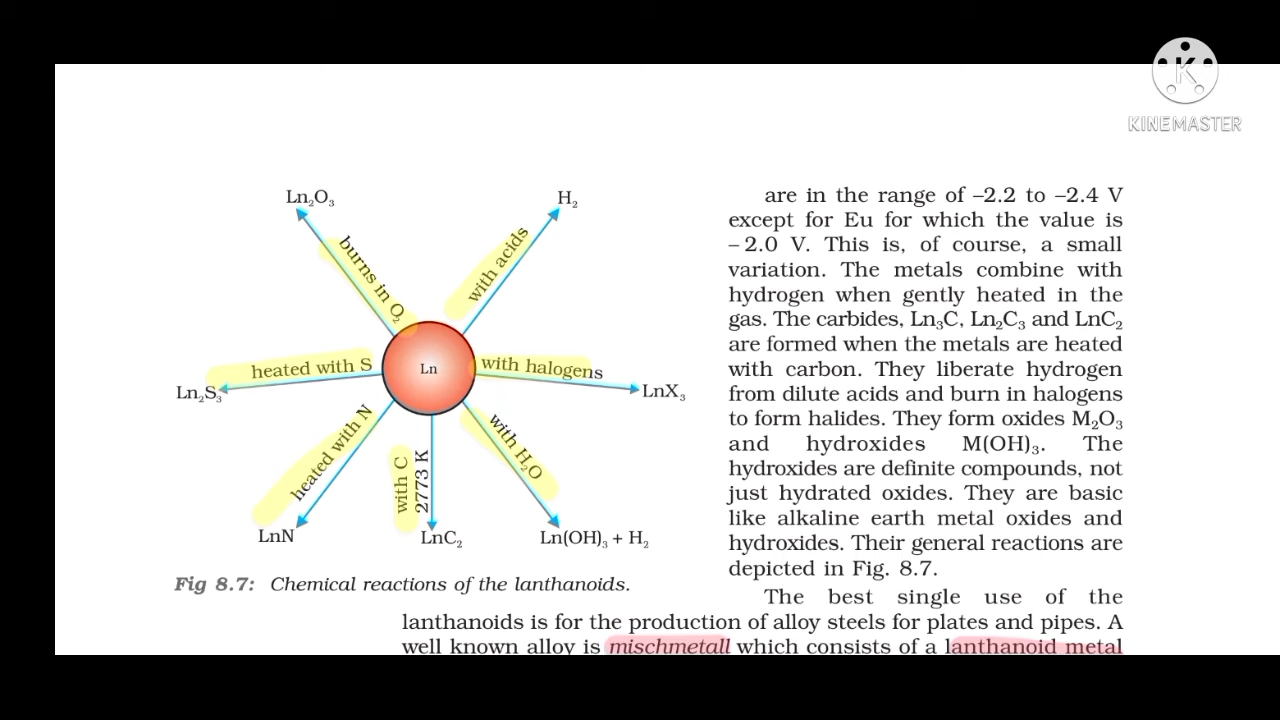 KINEMASTER
Ln₂O₃
H₂
burns in O₂
with acids
heated with S
Ln
with halogens
Ln₂S₃
LnX₃
heated with N
with C
2773 K
with H₂O
LnN
LnC₂
Ln(OH)₃ + H₂
Fig 8.7: Chemical reactions of the lanthanoids.
are in the range of –2.2 to –2.4 V
except for Eu for which the value is
– 2.0 V. This is, of course, a small
variation. The metals combine with
hydrogen when gently heated in the
gas. The carbides, Ln₃C, Ln₂C₃ and LnC₂
are formed when the metals are heated
with carbon. They liberate hydrogen
from dilute acids and burn in halogens
to form halides. They form oxides M₂O₃
and hydroxides M(OH)₃. The
hydroxides are definite compounds, not
just hydrated oxides. They are basic
like alkaline earth metal oxides and
hydroxides. Their general reactions are
depicted in Fig. 8.7.
The best single use of the
lanthanoids is for the production of alloy steels for plates and pipes. A
well known alloy is mischmetall which consists of a lanthanoid metal